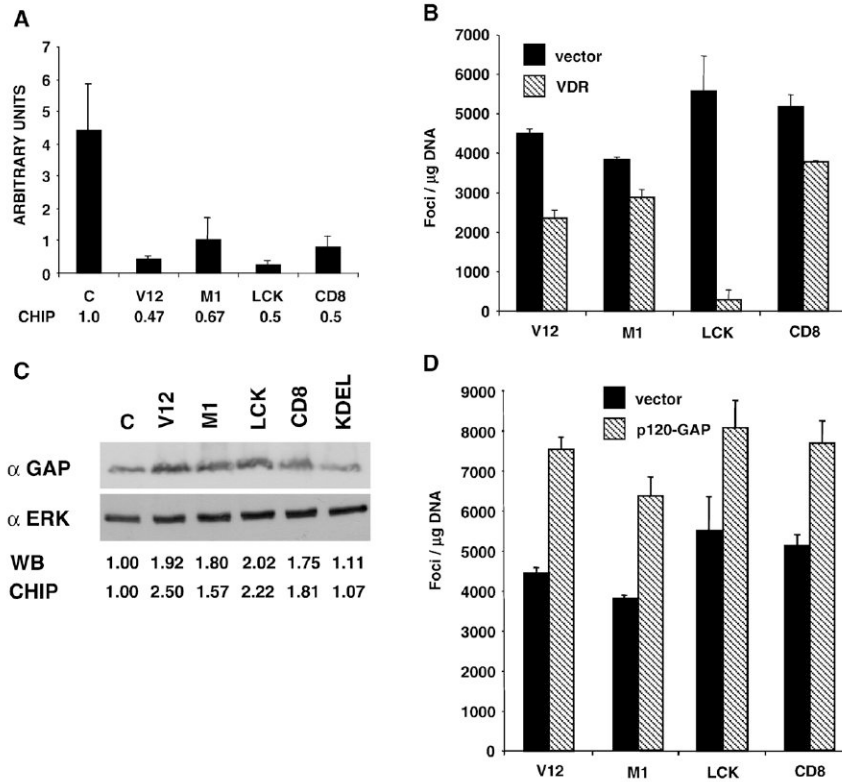 A
ARBITRARY UNITS
7
6
5
4
3
2
1
0
C V12 M1 LCK CD8
CHIP 1.0 0.47 0.67 0.5 0.5
B
Foci / µg DNA
7000
6000
5000
4000
3000
2000
1000
0
vector
VDR
V12 M1 LCK CD8
C
C V12 M1 LCK CD8 KDEL
α GAP
α ERK
WB 1.00 1.92 1.80 2.02 1.75 1.11
CHIP 1.00 2.50 1.57 2.22 1.81 1.07
D
Foci / µg DNA
9000
8000
7000
6000
5000
4000
3000
2000
1000
0
vector
p120-GAP
V12 M1 LCK CD8